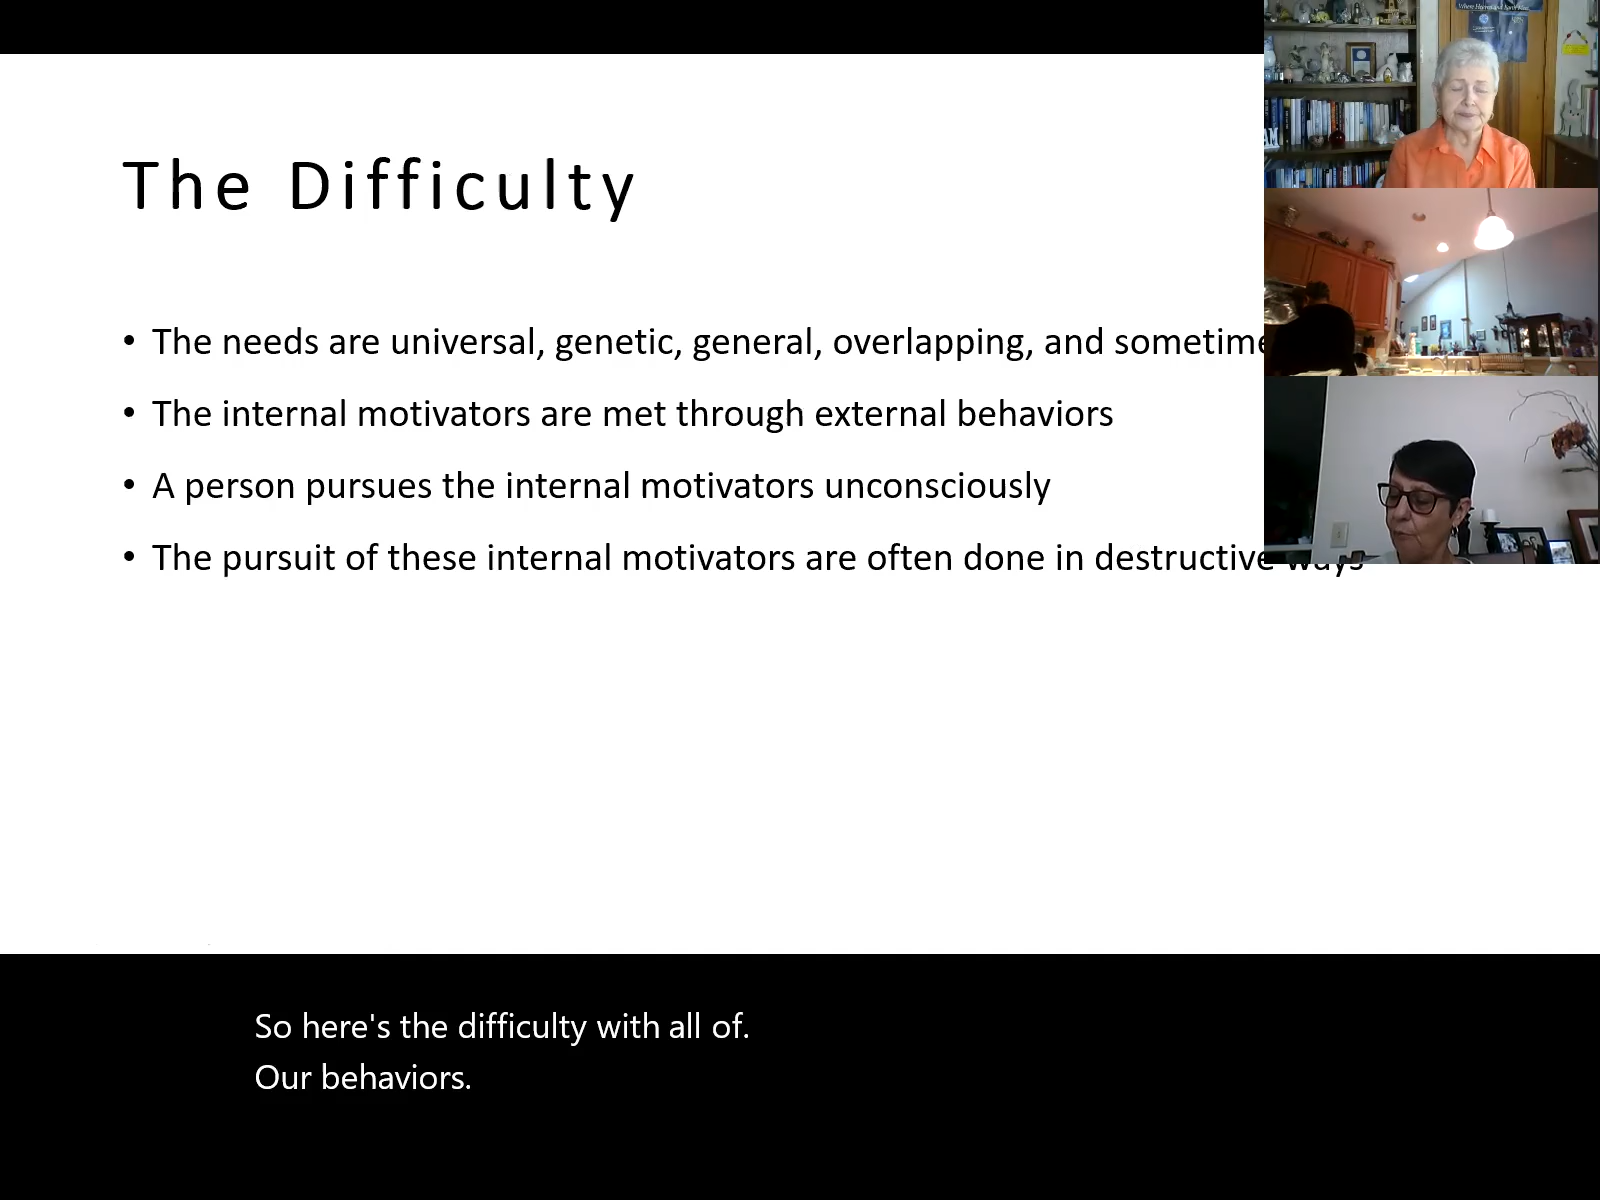 The Difficulty
• The needs are universal, genetic, general, overlapping, and sometime
• The internal motivators are met through external behaviors
• A person pursues the internal motivators unconsciously
• The pursuit of these internal motivators are often done in destructive ways
So here's the difficulty with all of.
Our behaviors.